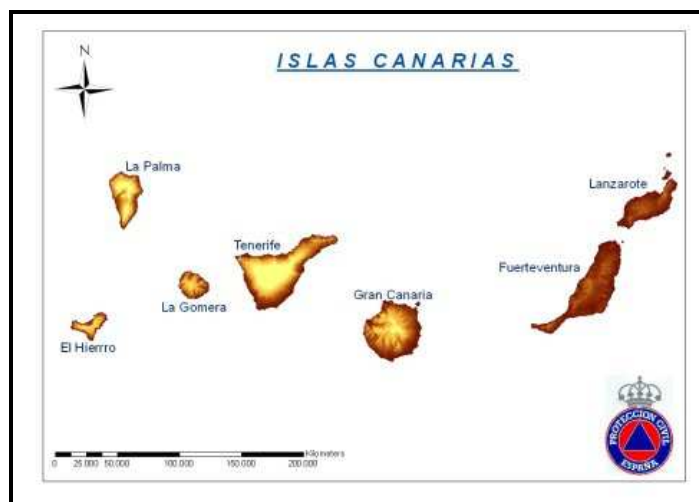 ISLAS CANARIAS
N
La Palma
Lanzarote
Tenerife
Fuerteventura
Gran Canaria
La Gomera
El Hierrro
Kilometers
0 25.000 50.000 100.000 150.000 200.000
PROTECCION CIVIL
ESPAÑA